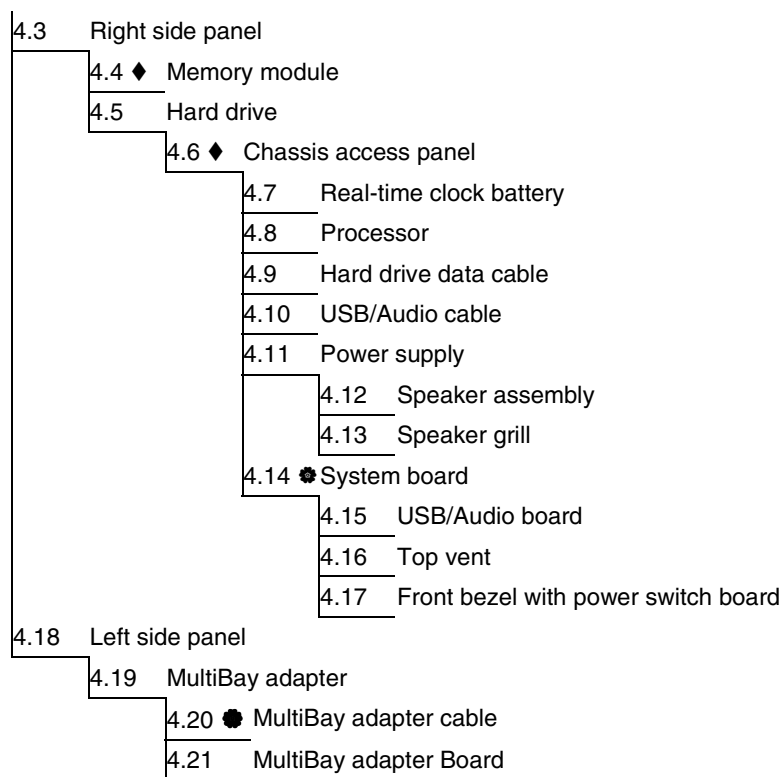 4.3 Right side panel
4.4 ♦ Memory module
4.5 Hard drive
4.6 ♦ Chassis access panel
4.7 Real-time clock battery
4.8 Processor
4.9 Hard drive data cable
4.10 USB/Audio cable
4.11 Power supply
4.12 Speaker assembly
4.13 Speaker grill
4.14 ❁ System board
4.15 USB/Audio board
4.16 Top vent
4.17 Front bezel with power switch board
4.18 Left side panel
4.19 MultiBay adapter
4.20 ✽ MultiBay adapter cable
4.21 MultiBay adapter Board